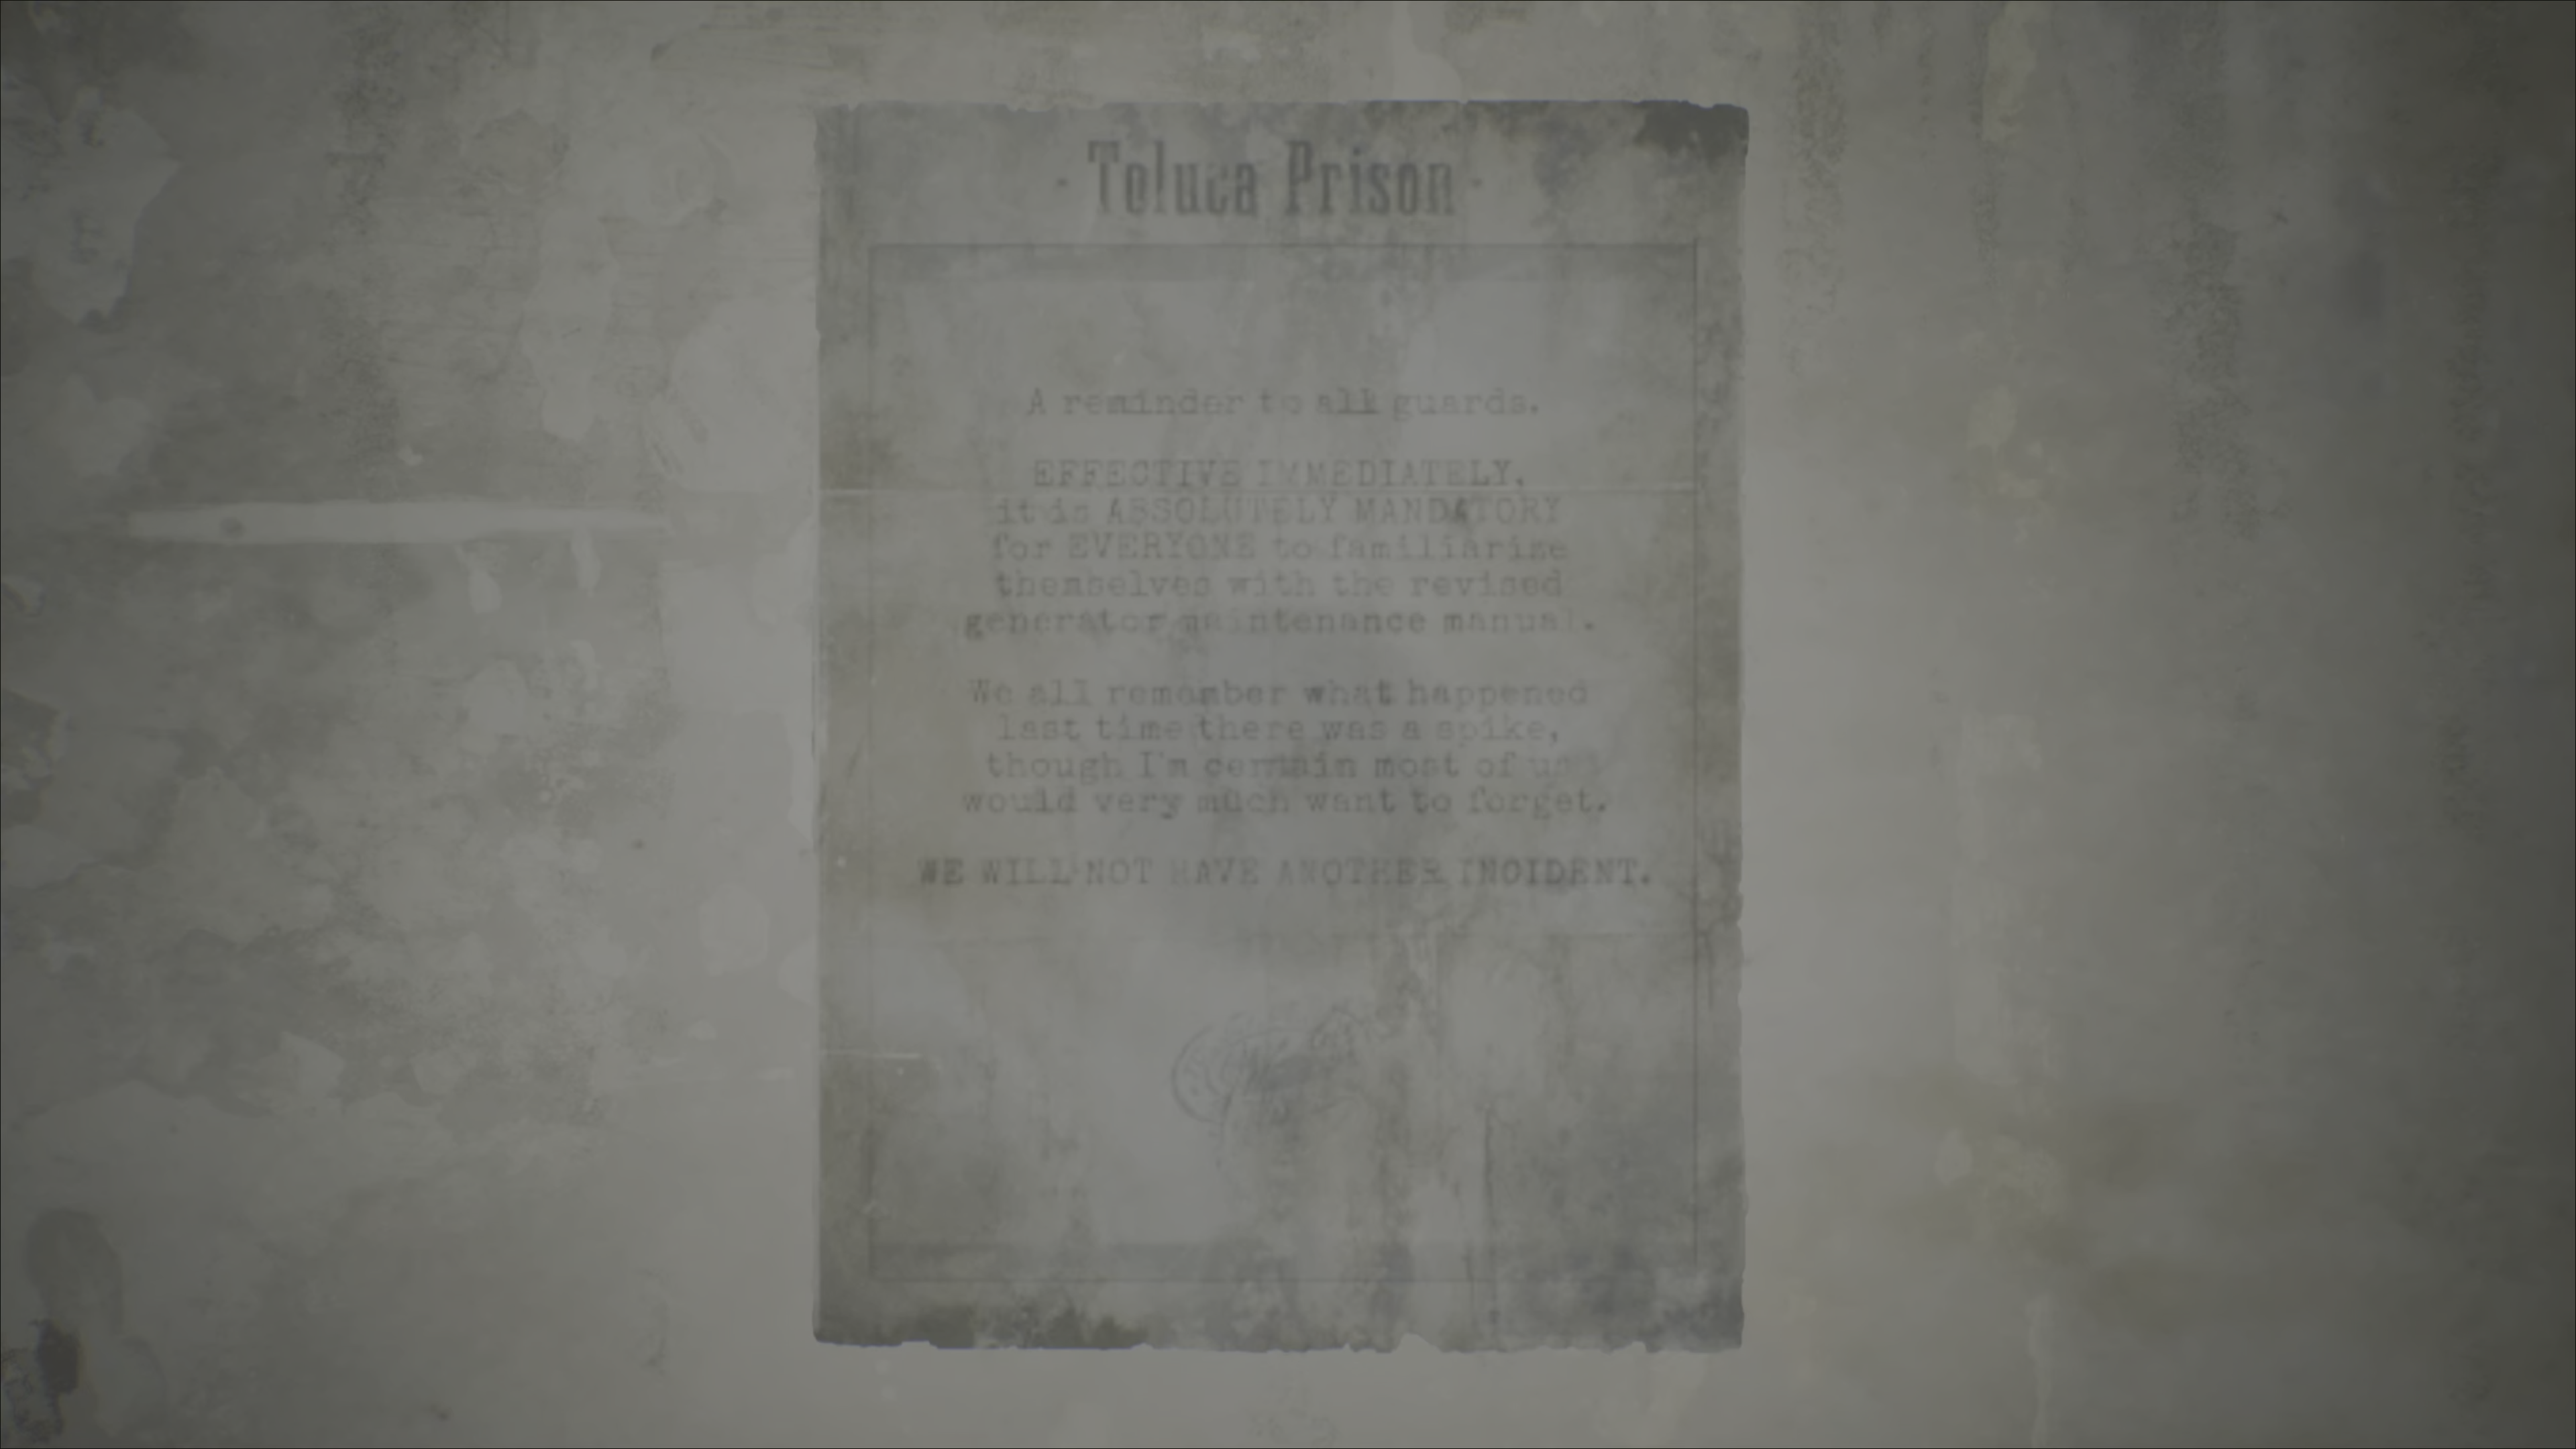 · Toluca Prison ·
A reminder to all guards.
EFFECTIVE IMMEDIATELY,
it is ABSOLUTELY MANDATORY
for EVERYONE to familiarize
themselves with the revised
generator maintenance manual.
We all remember what happened
last time there was a spike,
though I'm certain most of us
would very much want to forget.
WE WILL NOT HAVE ANOTHER INCIDENT.